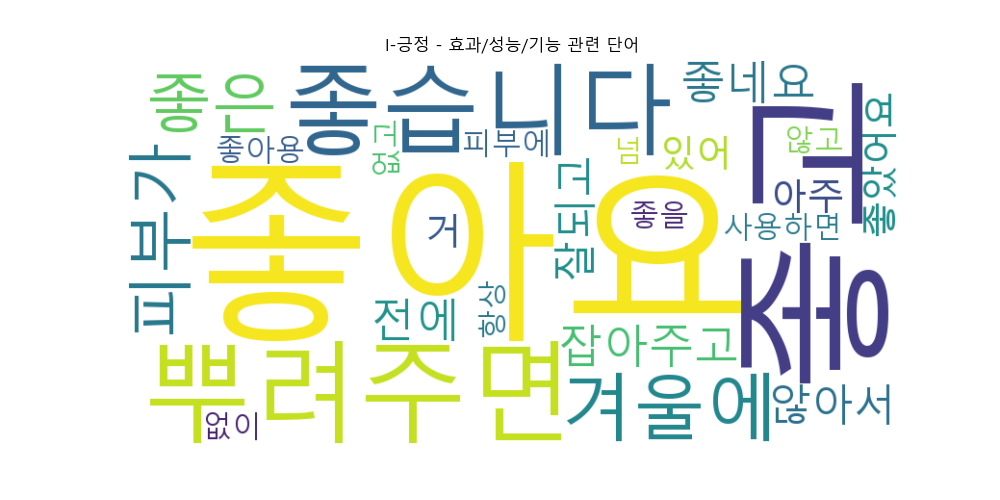 I-긍정 - 효과/성능/기능 관련 단어
좋은
좋습니다
좋네요
좋고
좋았어요
좋아용
없고
피부에
넘
있어
않고
피부가
좋아요
거
잘되고
좋을
아주
사용하면
전에
항상
잡아주고
뿌려주면
없이
겨울에
않아서